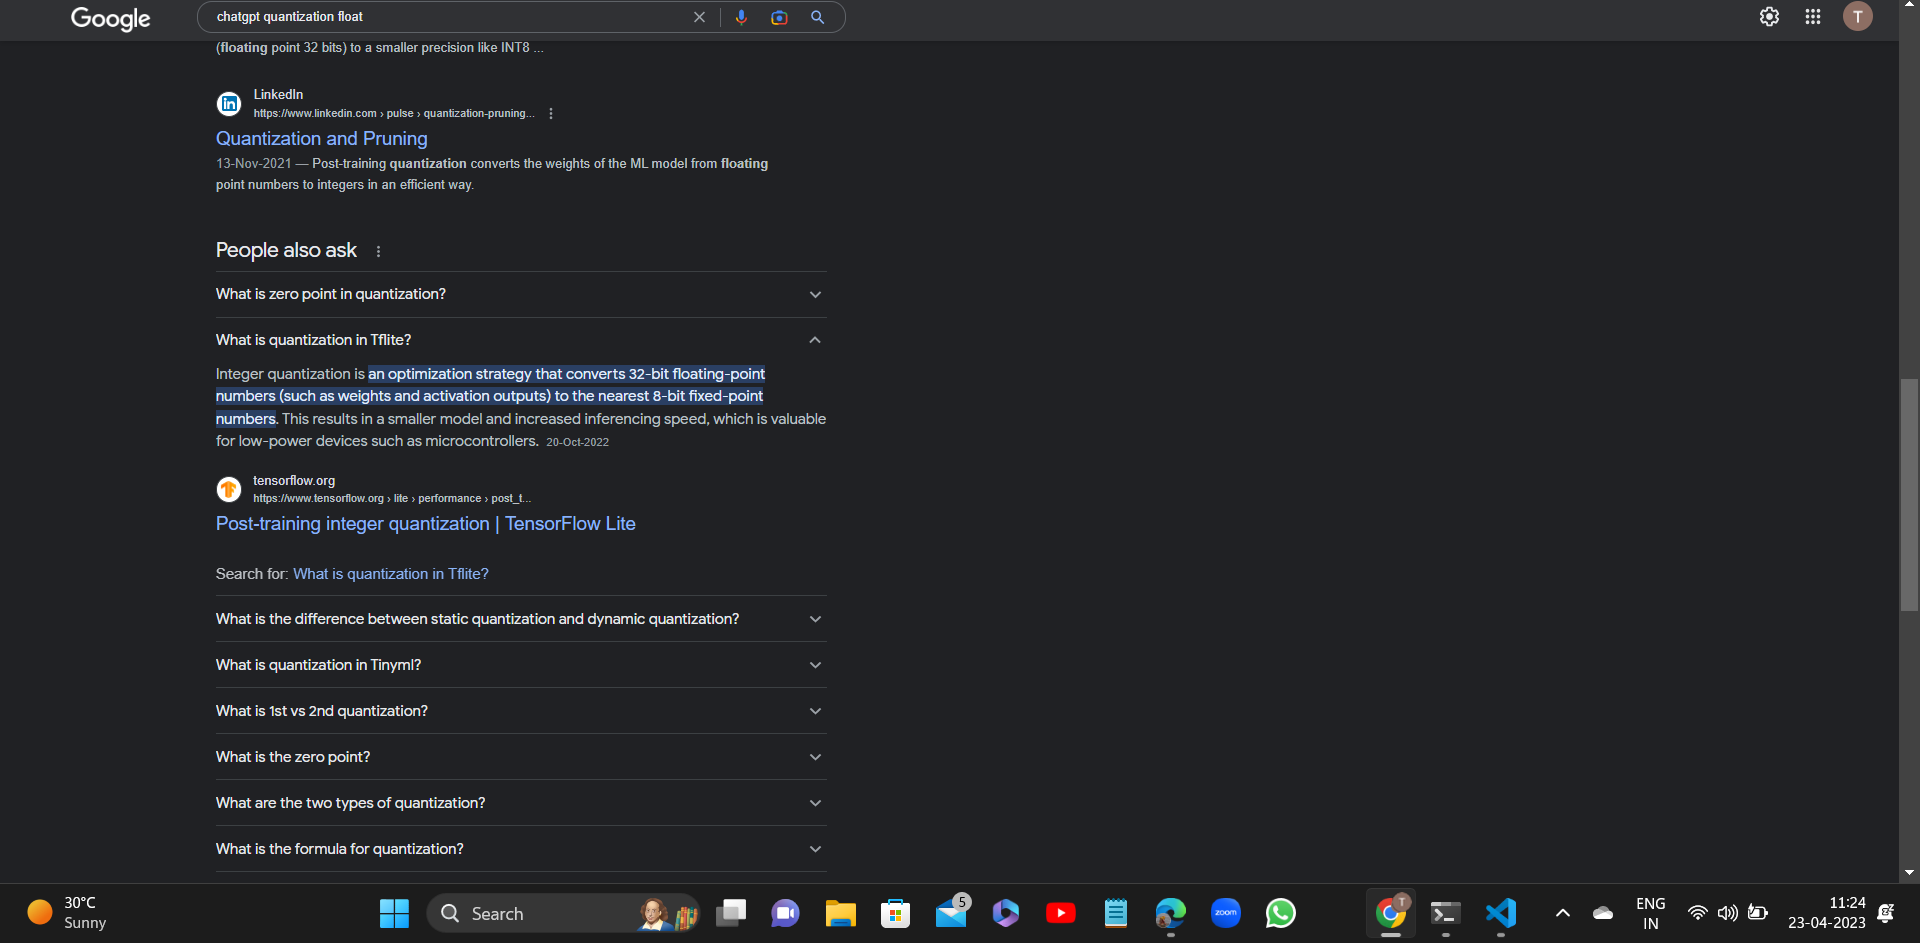 Google
chatgpt quantization float
T
(floating point 32 bits) to a smaller precision like INT8 ...
in
LinkedIn
https://www.linkedin.com › pulse › quantization-pruning...
Quantization and Pruning
13-Nov-2021 — Post-training quantization converts the weights of the ML model from floating
point numbers to integers in an efficient way.
People also ask
What is zero point in quantization?
What is quantization in Tflite?
Integer quantization is an optimization strategy that converts 32-bit floating-point
numbers (such as weights and activation outputs) to the nearest 8-bit fixed-point
numbers. This results in a smaller model and increased inferencing speed, which is valuable
for low-power devices such as microcontrollers. 20-Oct-2022
tensorflow.org
https://www.tensorflow.org › lite › performance › post_t...
Post-training integer quantization | TensorFlow Lite
Search for: What is quantization in Tflite?
What is the difference between static quantization and dynamic quantization?
What is quantization in Tinyml?
What is 1st vs 2nd quantization?
What is the zero point?
What are the two types of quantization?
What is the formula for quantization?
30°C
Sunny
Search
5
zoom
T
ENG
IN
11:24
23-04-2023